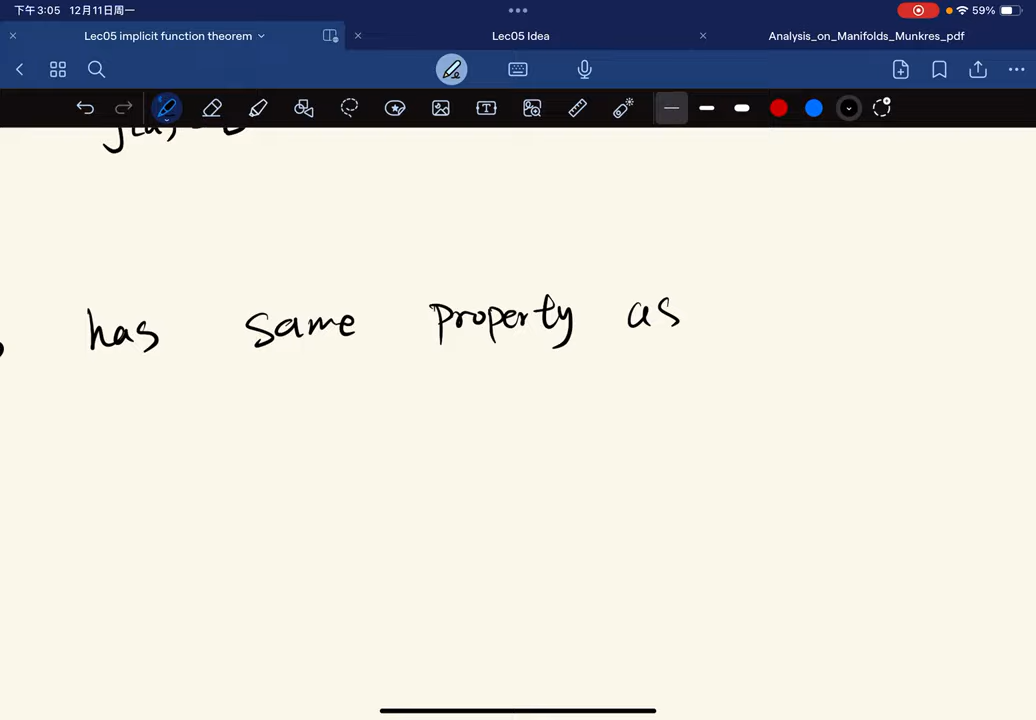 下午3:05 12月11日周一
59%
Lec05 implicit function theorem
Lec05 Idea
Analysis_on_Manifolds_Munkres_pdf
has same property as